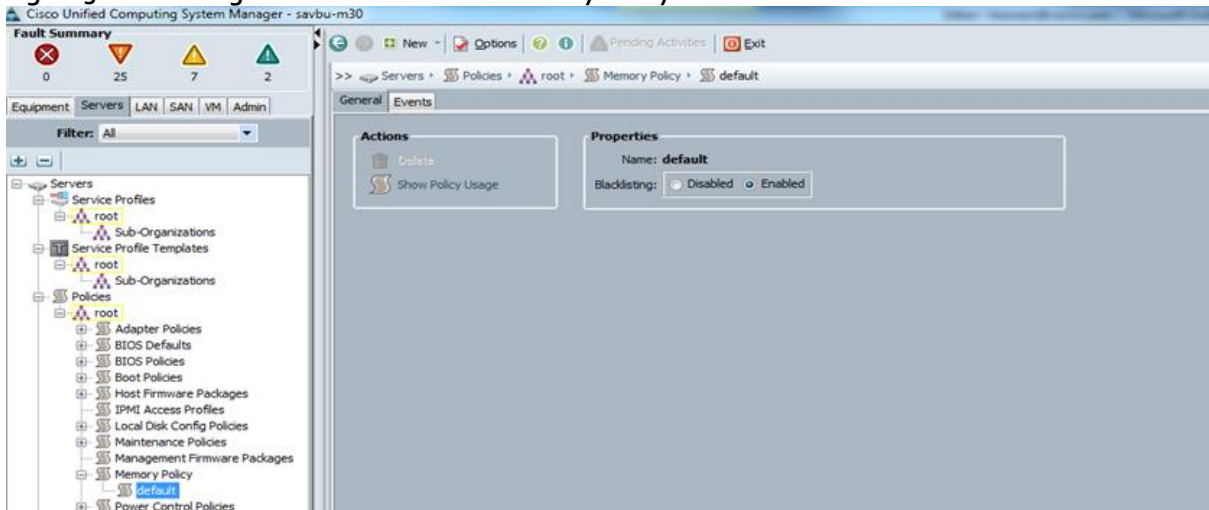 Cisco Unified Computing System Manager - savbu-m30
Fault Summary
0 25 7 2
New Options Pending Activities Exit
>> Servers Policies root Memory Policy default
Equipment Servers LAN SAN VM Admin
General Events
Filter: All
Actions
Delete
Show Policy Usage
Properties
Name: default
Blacklisting: Disabled Enabled
Servers
Service Profiles
root
Sub-Organizations
Service Profile Templates
root
Sub-Organizations
Policies
root
Adapter Policies
BIOS Defaults
BIOS Policies
Boot Policies
Host Firmware Packages
IPMI Access Profiles
Local Disk Config Policies
Maintenance Policies
Management Firmware Packages
Memory Policy
default
Power Control Policies